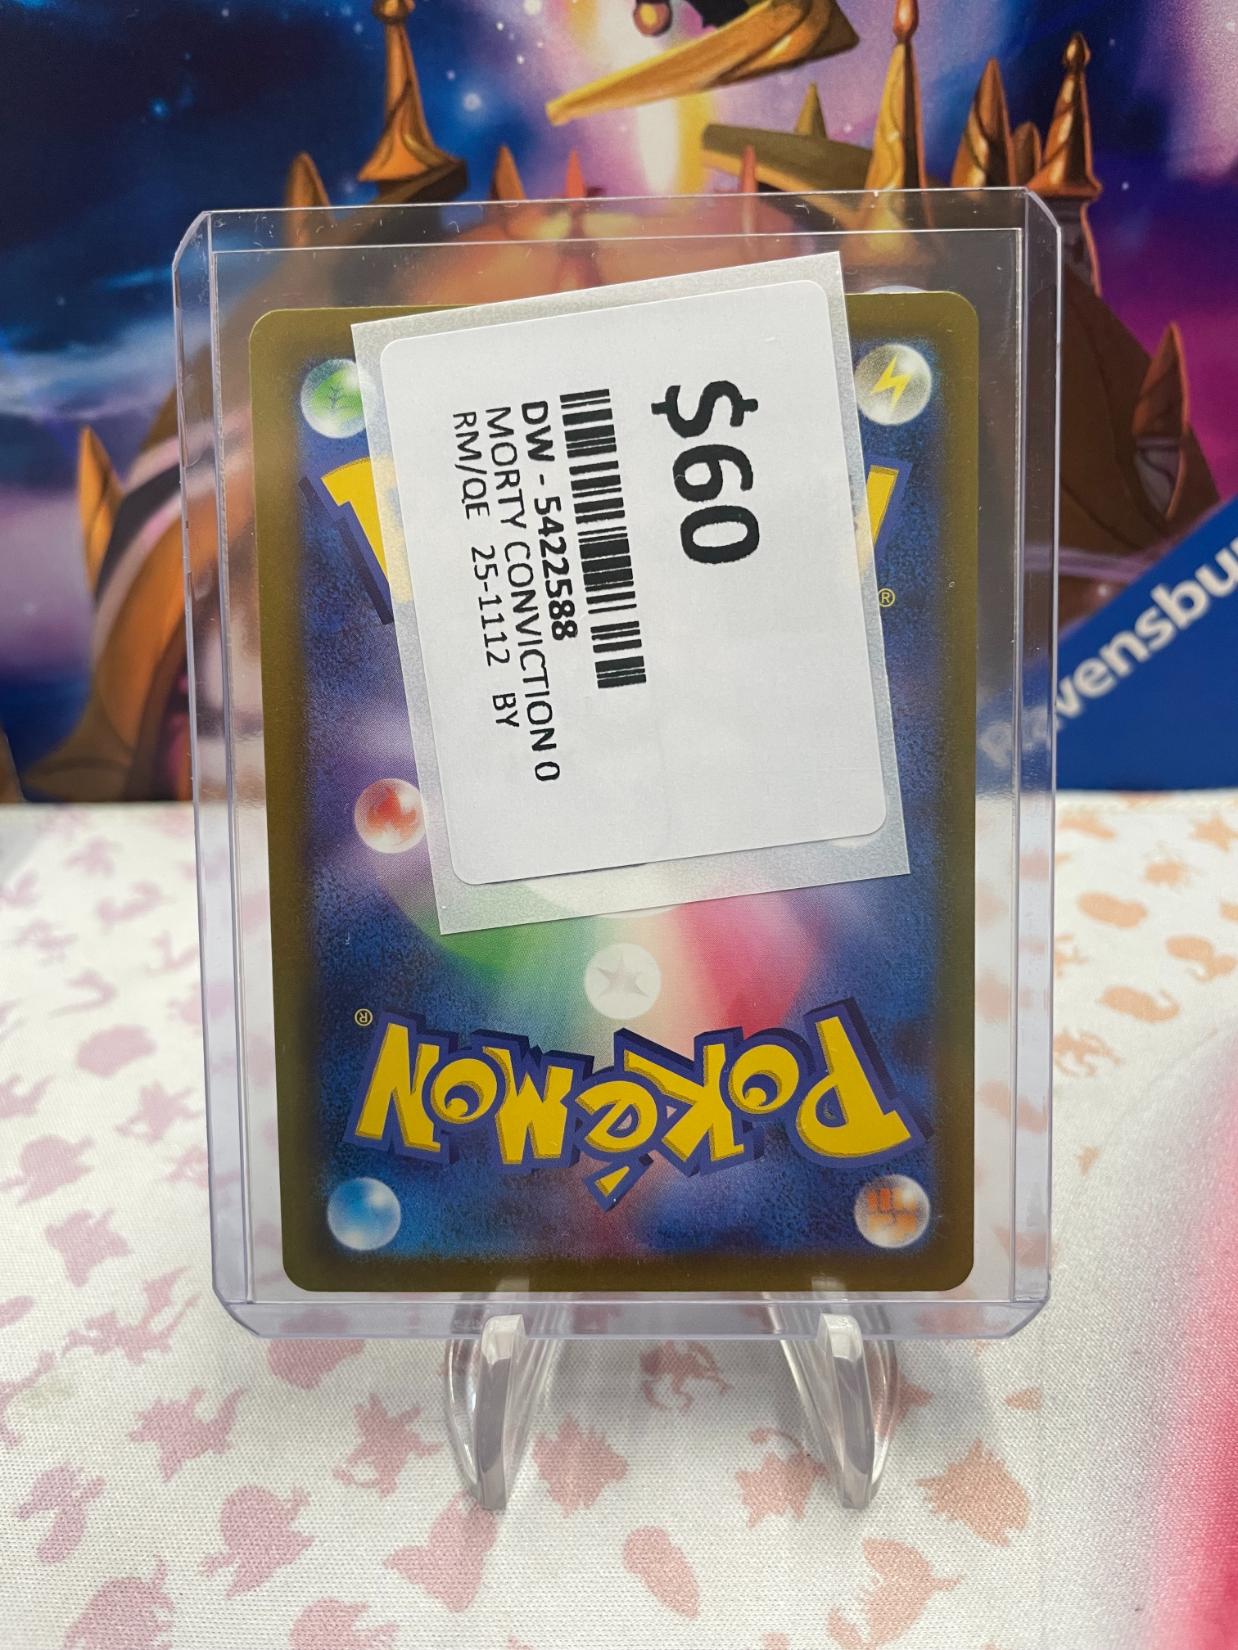 $60
DW - 5422588
MORTY CONVICTION 0
RM/QE 25-1112 BY
®
®
POKéMON
Ravensbu